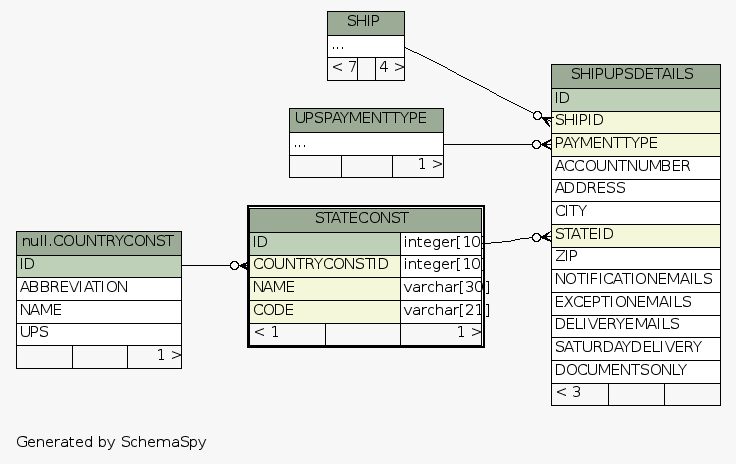 SHIP
...
< 7 4 >
UPSPAYMENTTYPE
...
1 >
SHIPUPSDETAILS
ID
SHIPID
PAYMENTTYPE
ACCOUNTNUMBER
ADDRESS
CITY
STATEID
ZIP
NOTIFICATIONEMAILS
EXCEPTIONEMAILS
DELIVERYEMAILS
SATURDAYDELIVERY
DOCUMENTSONLY
< 3
STATECONST
ID integer[10]
COUNTRYCONSTID integer[10]
NAME varchar[30]
CODE varchar[21]
< 1 1 >
null.COUNTRYCONST
ID
ABBREVIATION
NAME
UPS
1 >
Generated by SchemaSpy